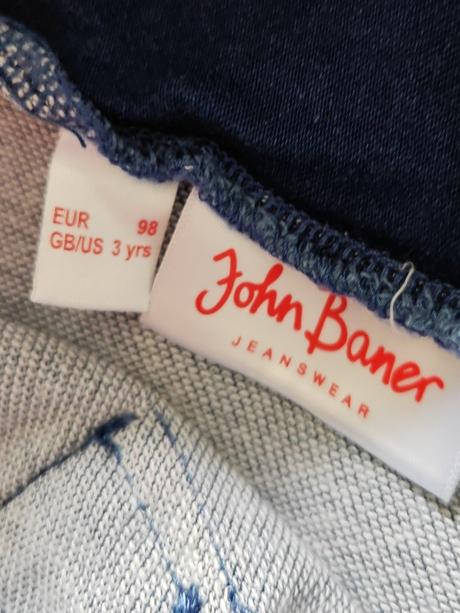 EUR 98
GB/US 3 yrs
John Baner
JEANSWEAR